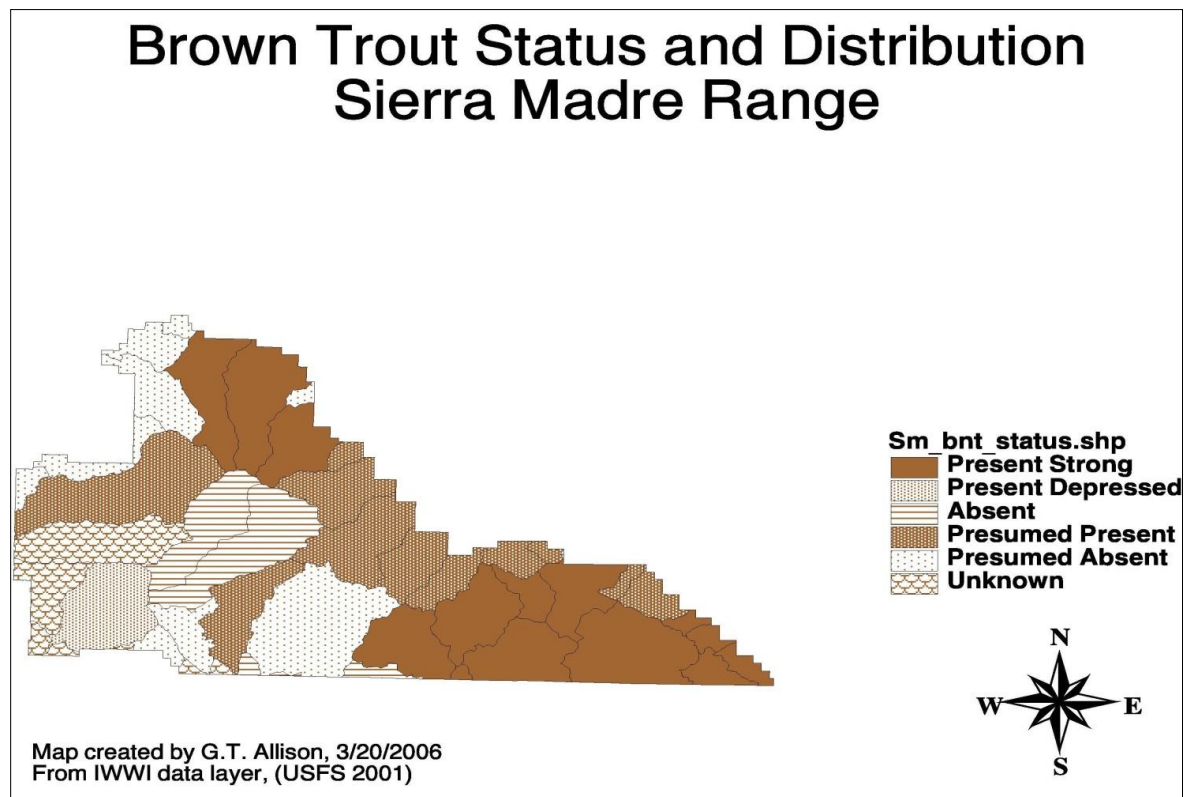 Brown Trout Status and Distribution
Sierra Madre Range
Sm_bnt_status.shp
Present Strong
Present Depressed
Absent
Presumed Present
Presumed Absent
Unknown
N
W E
S
Map created by G.T. Allison, 3/20/2006
From IWWI data layer, (USFS 2001)